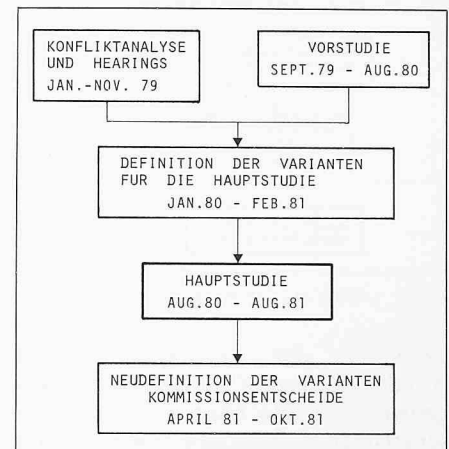 KONFLIKTANALYSE
UND HEARINGS
JAN.-NOV. 79
VORSTUDIE
SEPT.79 - AUG.80
DEFINITION DER VARIANTEN
FUR DIE HAUPTSTUDIE
JAN.80 - FEB.81
HAUPTSTUDIE
AUG.80 - AUG.81
NEUDEFINITION DER VARIANTEN
KOMMISSIONSENTSCHEIDE
APRIL 81 - OKT.81